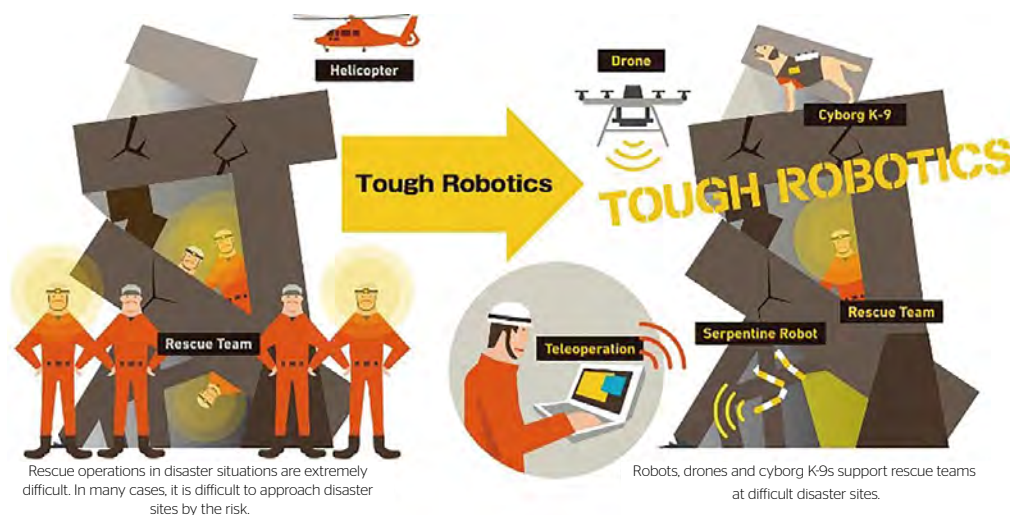 Helicopter
Tough Robotics
Drone
Cyborg K-9
TOUGH ROBOTICS
Rescue Team
Teleoperation
Serpentine Robot
Rescue Team
Rescue operations in disaster situations are extremely
difficult. In many cases, it is difficult to approach disaster
sites by the risk.
Robots, drones and cyborg K-9s support rescue teams
at difficult disaster sites.